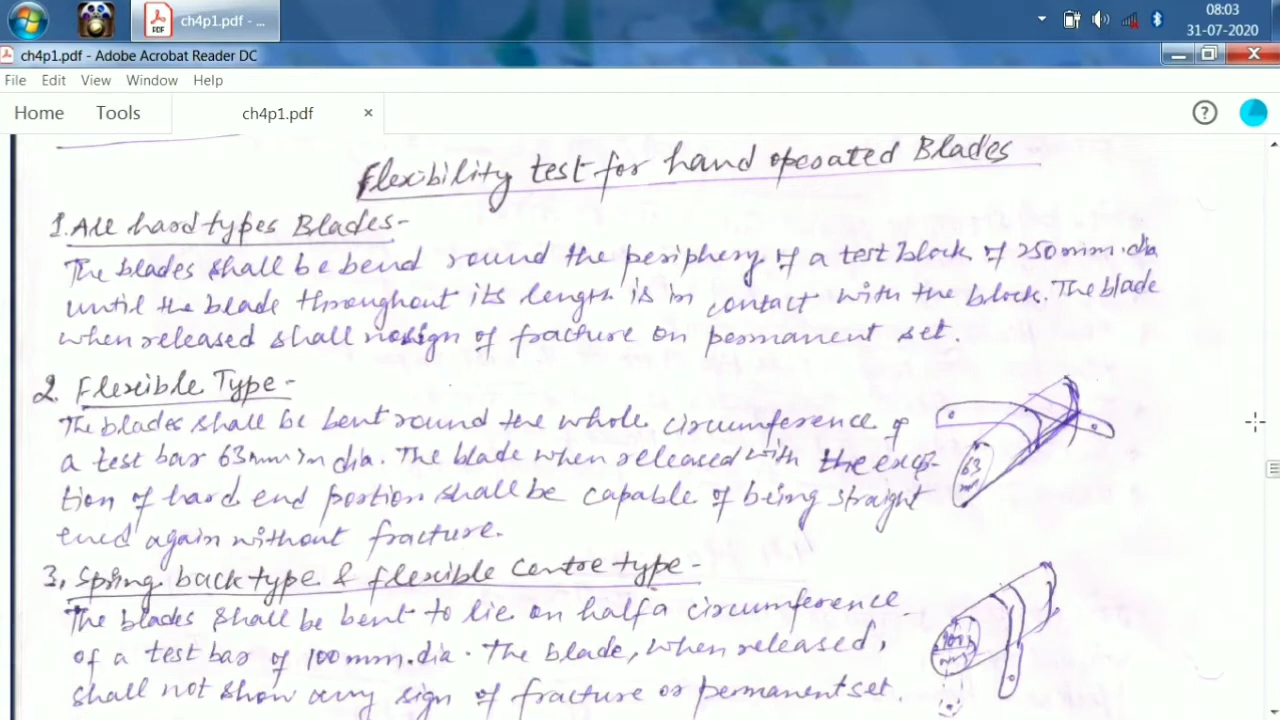 ch4p1.pdf - ...
08:03
31-07-2020
ch4p1.pdf - Adobe Acrobat Reader DC
File Edit View Window Help
Home Tools ch4p1.pdf ×
Flexibility test for hand operated Blades
1. All hard types Blades-
The blades shall be bend round the periphery of a test block of 250mm.dia
until the blade throughout its length is in contact with the block. The blade
when released shall no sign of fracture on permanent set.
2. Flexible Type -
The blades shall be bent round the whole circumference of
a test bar 63mm in dia. The blade when released with the excep-
tion of hard end portion shall be capable of being straight
ened again without fracture.
63
mm
3. Spring back type & flexible Centre type -
The blades shall be bent to lie on half a circumference
of a test bar of 100mm.dia. The blade, when released,
shall not show any sign of fracture or permanent set.
100
mm